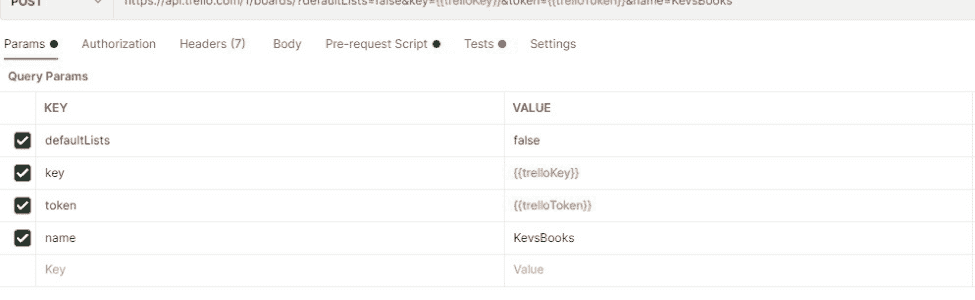 POST https://api.trello.com/1/boards/?defaultLists=false&key={{trelloKey}}&token={{trelloToken}}&name=KevsBooks
Params Authorization Headers (7) Body Pre-request Script Tests Settings
Query Params
KEY VALUE
defaultLists false
key {{trelloKey}}
token {{trelloToken}}
name KevsBooks
Key Value